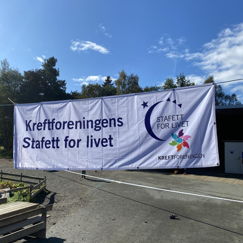 Kreftforeningens
Stafett for livet
STAFETT
FOR LIVET
KREFTFORENINGEN